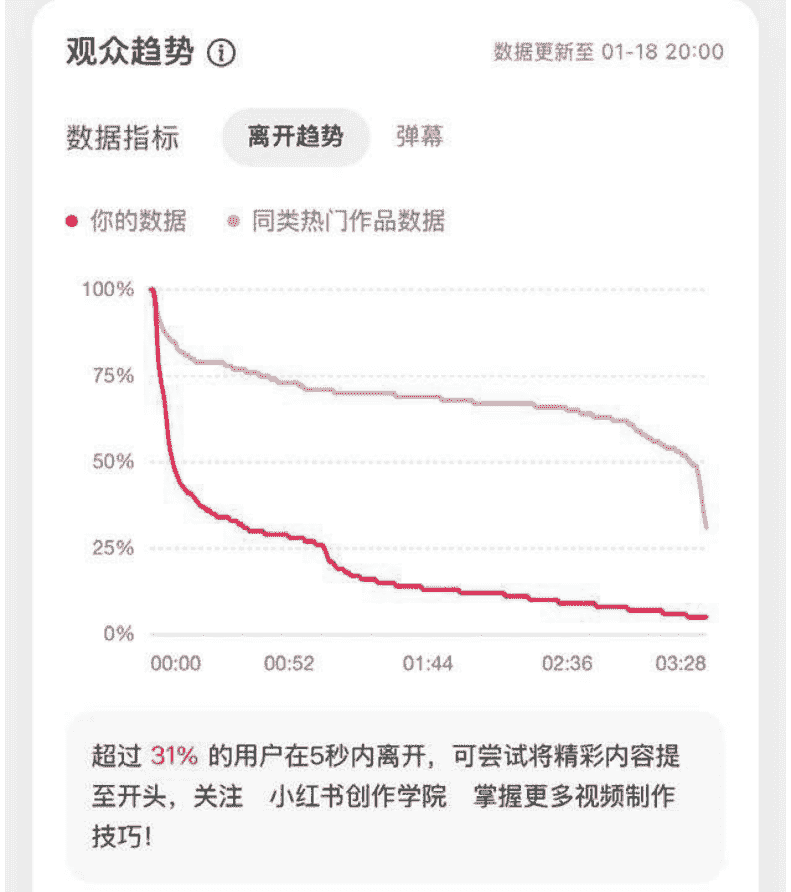 观众趋势 ⓘ 数据更新至 01-18 20:00
数据指标 离开趋势 弹幕
你的数据 同类热门作品数据
100%
75%
50%
25%
0%
00:00 00:52 01:44 02:36 03:28
超过 31% 的用户在5秒内离开，可尝试将精彩内容提
至开头，关注 小红书创作学院 掌握更多视频制作
技巧！